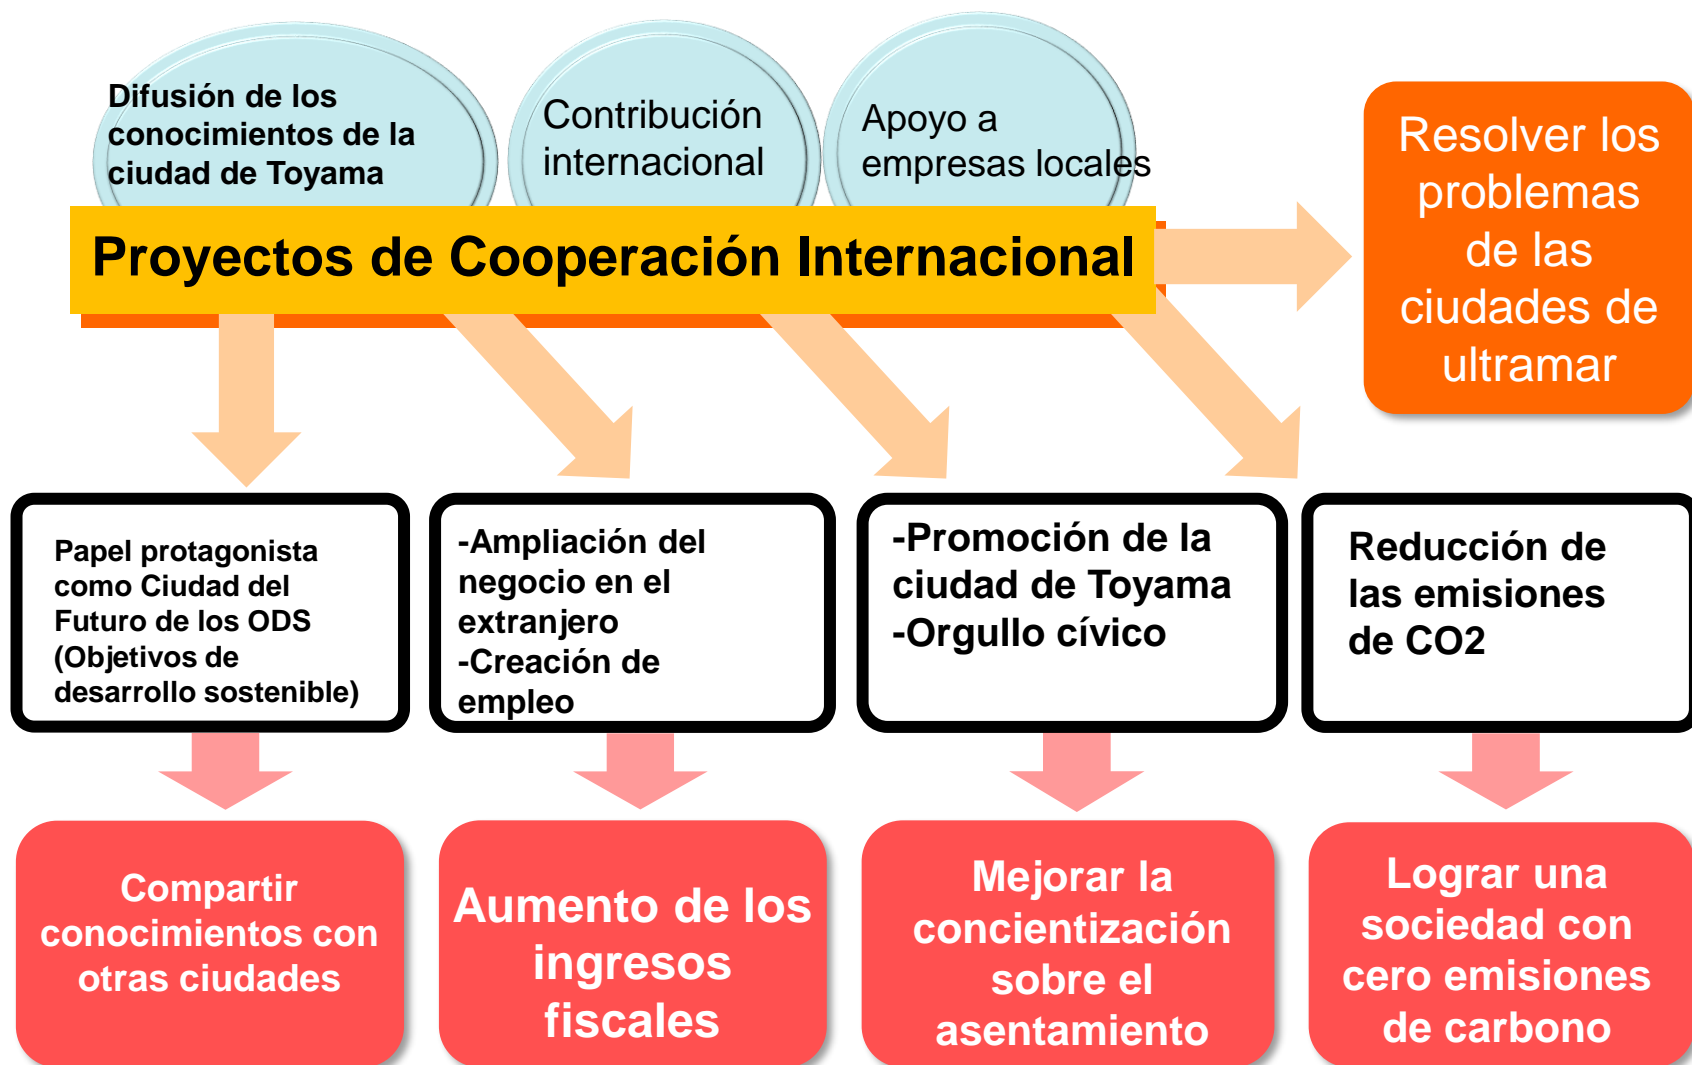 Difusión de los
conocimientos de la
ciudad de Toyama
Contribución
internacional
Apoyo a
empresas locales
Resolver los
problemas
de las
ciudades de
ultramar
Proyectos de Cooperación Internacional
Papel protagonista
como Ciudad del
Futuro de los ODS
(Objetivos de
desarrollo sostenible)
-Ampliación del
negocio en el
extranjero
-Creación de
empleo
-Promoción de la
ciudad de Toyama
-Orgullo cívico
Reducción de
las emisiones
de CO2
Compartir
conocimientos con
otras ciudades
Aumento de los
ingresos
fiscales
Mejorar la
concientización
sobre el
asentamiento
Lograr una
sociedad con
cero emisiones
de carbono